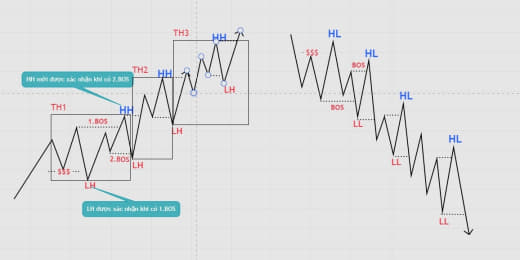 TH3
HH
HL
$$$
HL
BOS
TH2
HH
HH mới được xác nhận khi có 2.BOS
HH
TH1
1.BOS
LH
HL
BOS
LL
LH
HL
2.BOS
LL
$$$
LH
LH được xác nhận khi có 1.BOS
LL